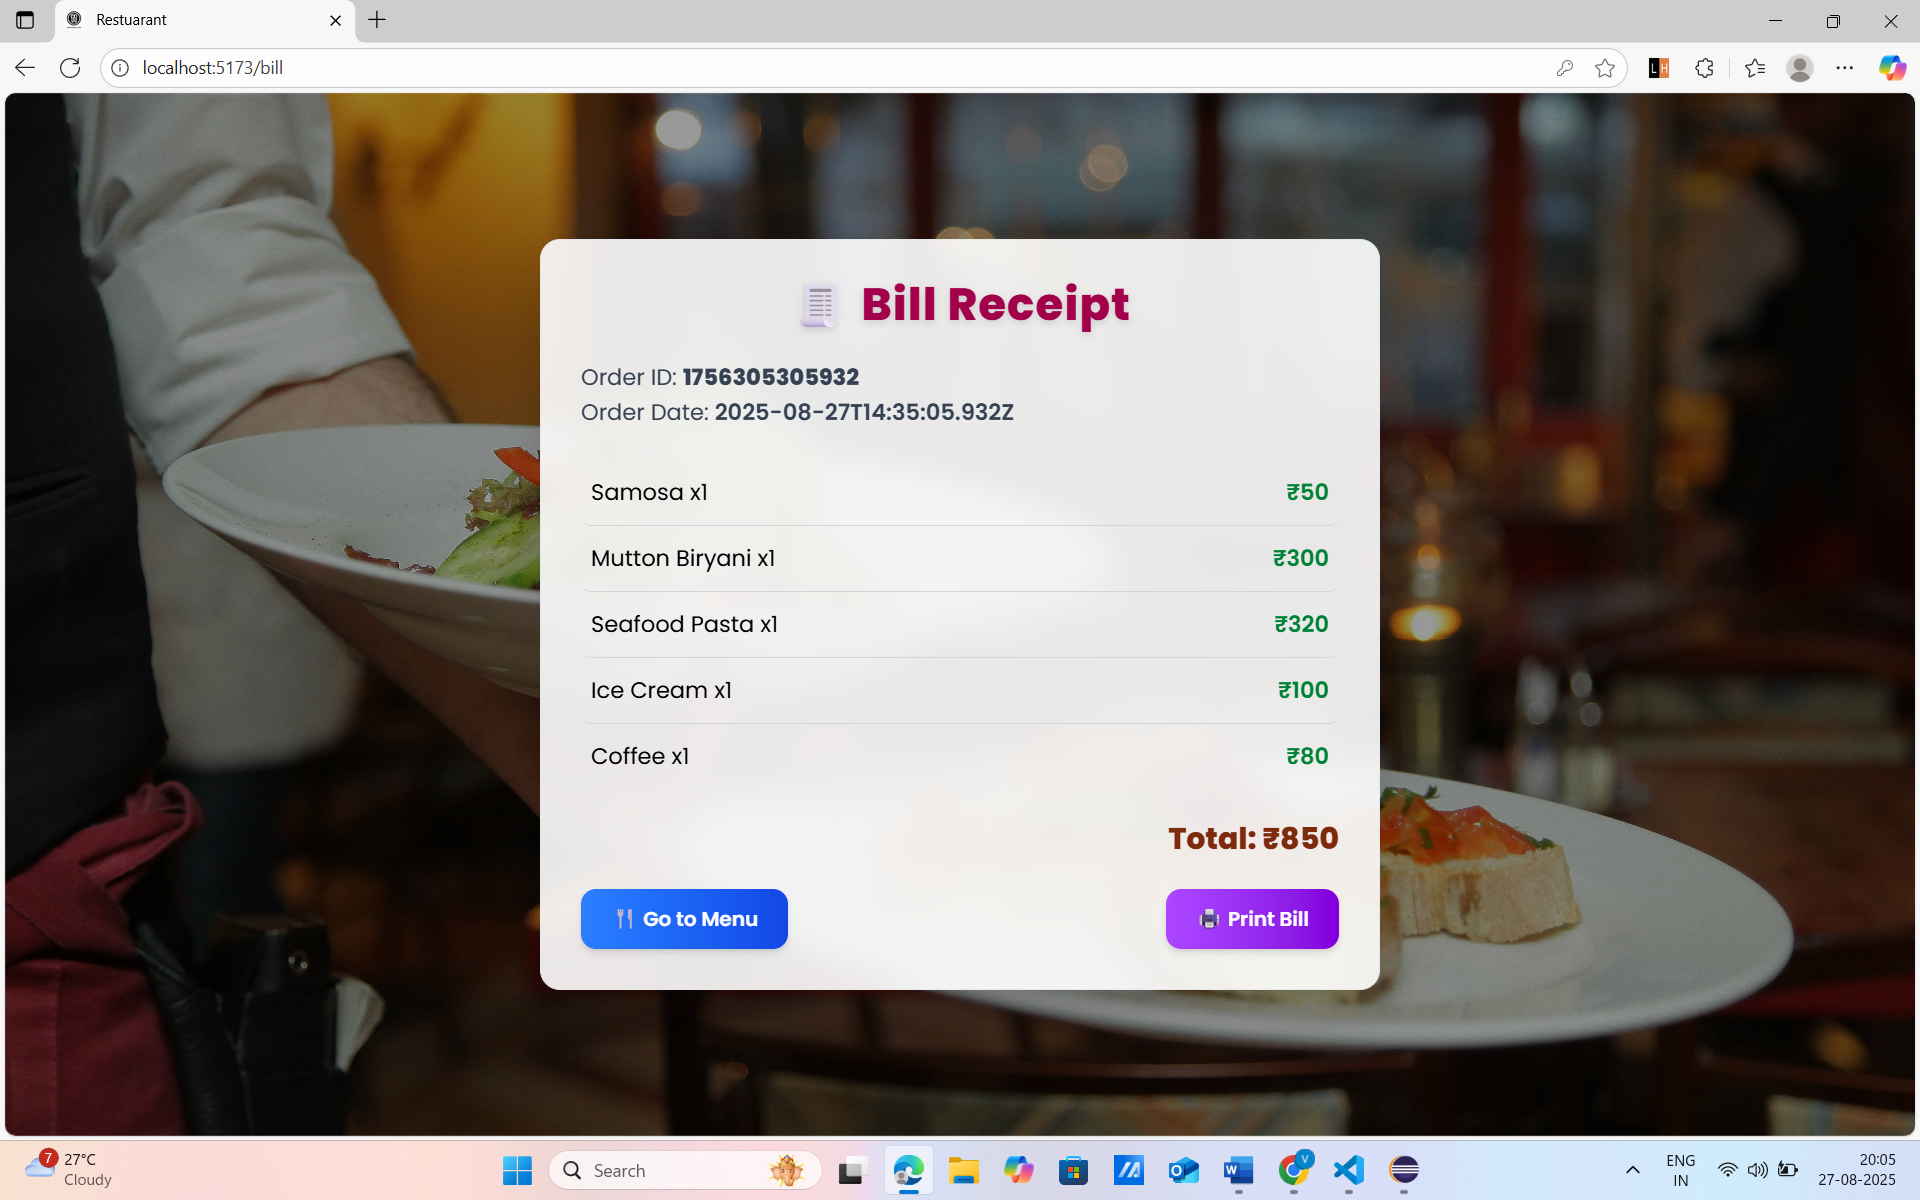 Restuarant
localhost:5173/bill
Bill Receipt
Order ID: 1756305305932
Order Date: 2025-08-27T14:35:05.932Z
Samosa x1 ₹50
Mutton Biryani x1 ₹300
Seafood Pasta x1 ₹320
Ice Cream x1 ₹100
Coffee x1 ₹80
Total: ₹850
Go to Menu
Print Bill
7
27°C
Cloudy
Search
ENG
IN
20:05
27-08-2025